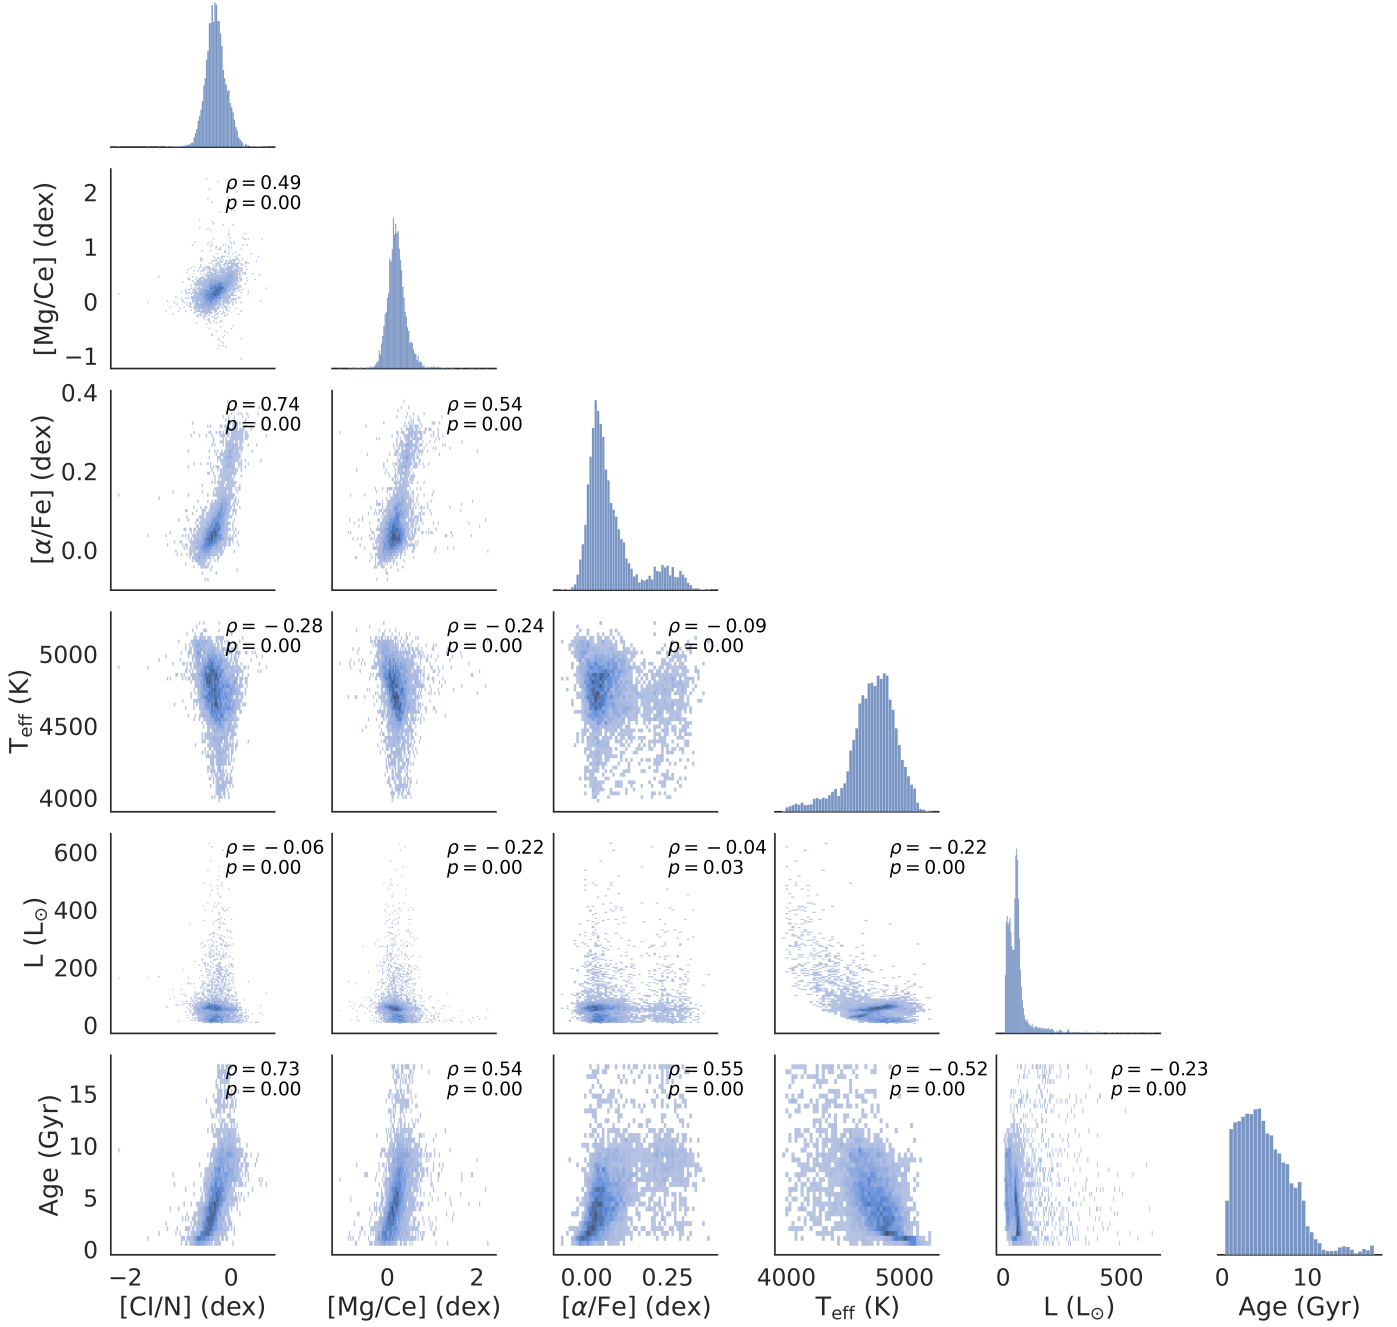 ρ = 0.49
p = 0.00
[Mg/Ce] (dex)
2
1
0
−1
ρ = 0.74
p = 0.00
ρ = 0.54
p = 0.00
[α/Fe] (dex)
0.4
0.2
0.0
ρ = −0.28
p = 0.00
ρ = −0.24
p = 0.00
ρ = −0.09
p = 0.00
T_eff (K)
5000
4500
4000
ρ = −0.06
p = 0.00
ρ = −0.22
p = 0.00
ρ = −0.04
p = 0.03
ρ = −0.22
p = 0.00
L (L⊙)
600
400
200
0
ρ = 0.73
p = 0.00
ρ = 0.54
p = 0.00
ρ = 0.55
p = 0.00
ρ = −0.52
p = 0.00
ρ = −0.23
p = 0.00
Age (Gyr)
15
10
5
0
−2 0
0 2
0.00 0.25
4000 5000
0 500
0 10
[CI/N] (dex)
[Mg/Ce] (dex)
[α/Fe] (dex)
T_eff (K)
L (L⊙)
Age (Gyr)